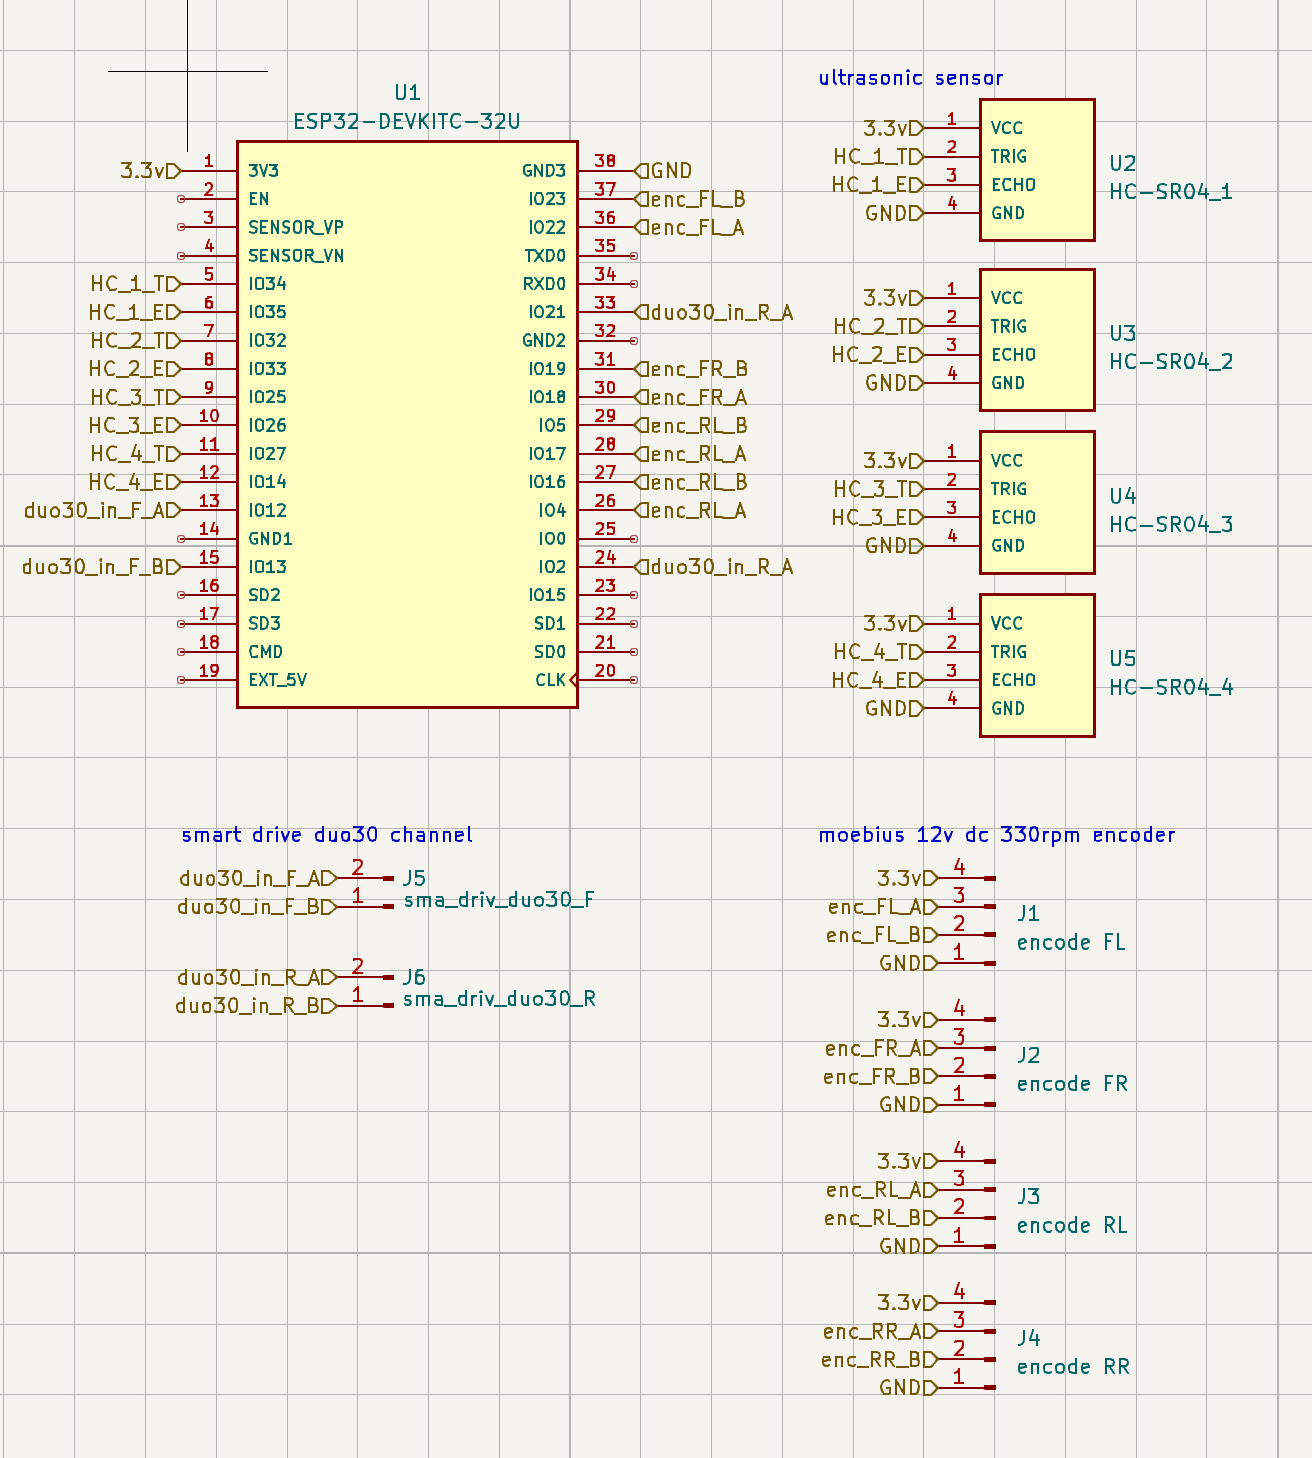 U1
ESP32-DEVKITC-32U
3.3v 1 3V3 GND3 38 GND
2 EN IO23 37 enc_FL_B
3 SENSOR_VP IO22 36 enc_FL_A
4 SENSOR_VN TXD0 35
HC_1_T 5 IO34 RXD0 34
HC_1_E 6 IO35 IO21 33 duo30_in_R_A
HC_2_T 7 IO32 GND2 32
HC_2_E 8 IO33 IO19 31 enc_FR_B
HC_3_T 9 IO25 IO18 30 enc_FR_A
HC_3_E 10 IO26 IO5 29 enc_RL_B
HC_4_T 11 IO27 IO17 28 enc_RL_A
HC_4_E 12 IO14 IO16 27 enc_RL_B
duo30_in_F_A 13 IO12 IO4 26 enc_RL_A
14 GND1 IO0 25
duo30_in_F_B 15 IO13 IO2 24 duo30_in_R_A
16 SD2 IO15 23
17 SD3 SD1 22
18 CMD SD0 21
19 EXT_5V CLK 20
ultrasonic sensor
3.3v 1 VCC
HC_1_T 2 TRIG
HC_1_E 3 ECHO
GND 4 GND
U2
HC-SR04_1
3.3v 1 VCC
HC_2_T 2 TRIG
HC_2_E 3 ECHO
GND 4 GND
U3
HC-SR04_2
3.3v 1 VCC
HC_3_T 2 TRIG
HC_3_E 3 ECHO
GND 4 GND
U4
HC-SR04_3
3.3v 1 VCC
HC_4_T 2 TRIG
HC_4_E 3 ECHO
GND 4 GND
U5
HC-SR04_4
smart drive duo30 channel
duo30_in_F_A 2 J5
duo30_in_F_B 1 sma_driv_duo30_F
duo30_in_R_A 2 J6
duo30_in_R_B 1 sma_driv_duo30_R
moebius 12v dc 330rpm encoder
3.3v 4
enc_FL_A 3
enc_FL_B 2
GND 1
J1
encode FL
3.3v 4
enc_FR_A 3
enc_FR_B 2
GND 1
J2
encode FR
3.3v 4
enc_RL_A 3
enc_RL_B 2
GND 1
J3
encode RL
3.3v 4
enc_RR_A 3
enc_RR_B 2
GND 1
J4
encode RR